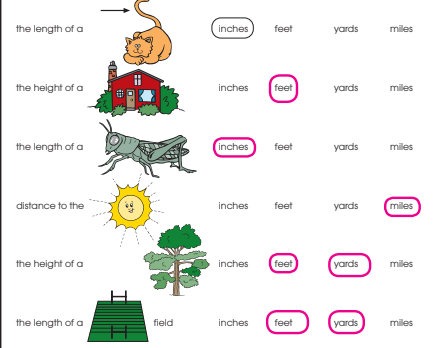 the length of a inches feet yards miles
the height of a inches feet yards miles
the length of a inches feet yards miles
distance to the inches feet yards miles
the height of a inches feet yards miles
the length of a field inches feet yards miles